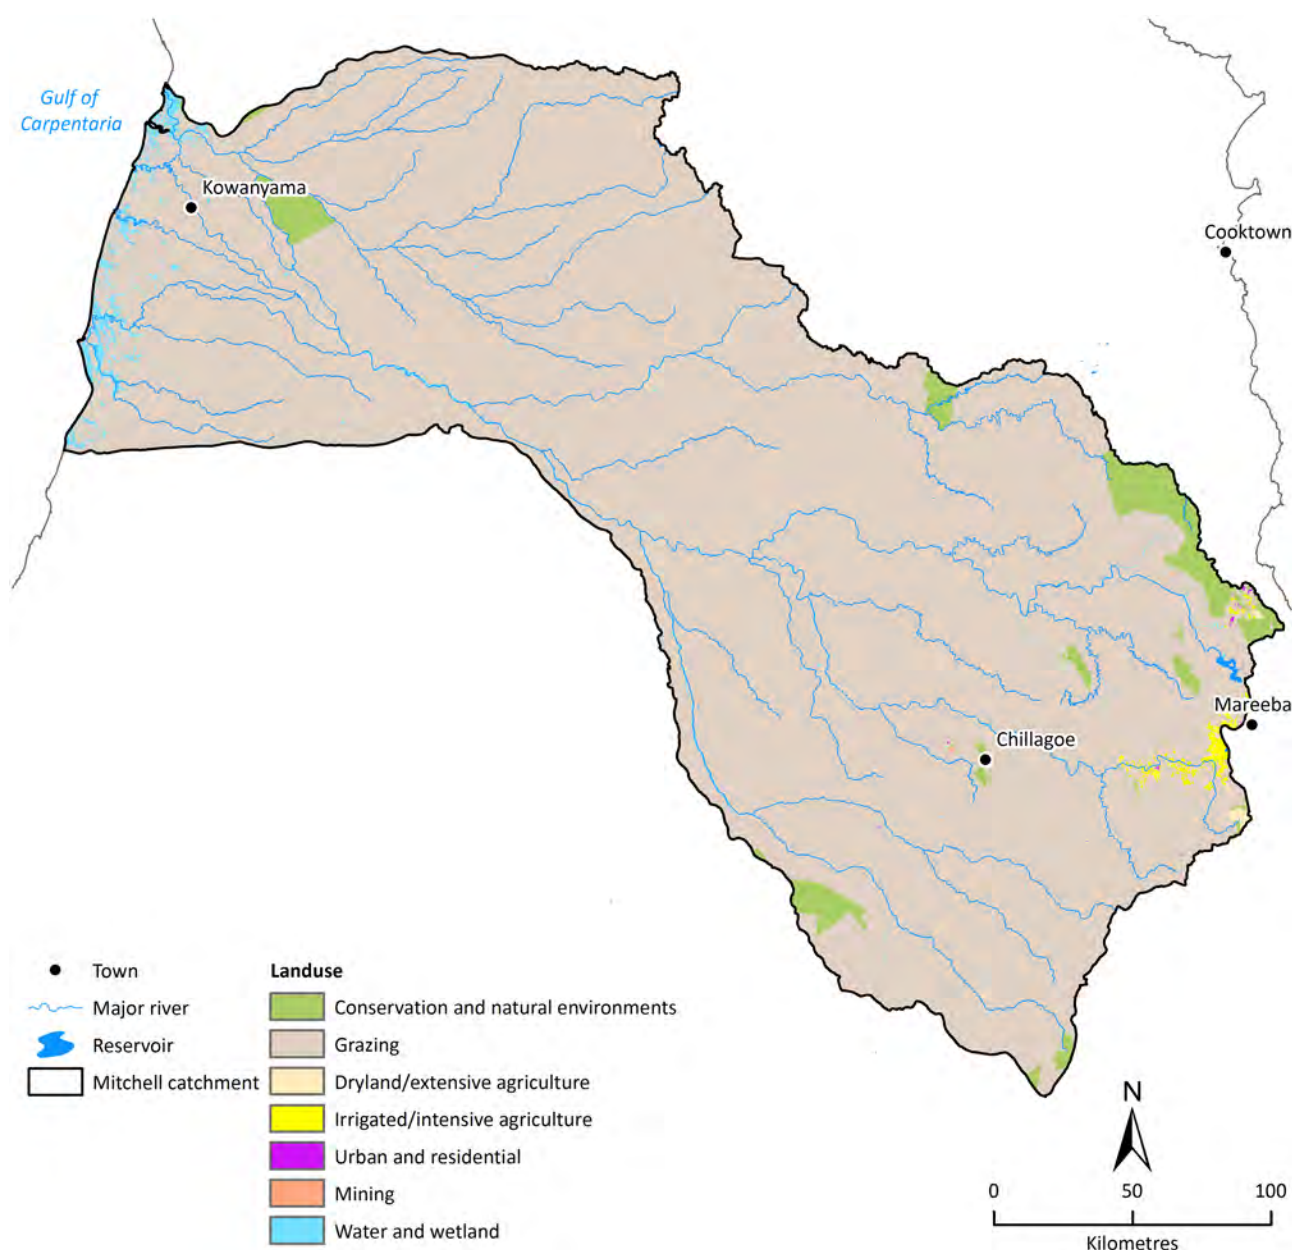 Gulf of
Carpentaria
Kowanyama
Cooktown
Mareeba
Chillagoe
Town
Major river
Reservoir
Mitchell catchment
Landuse
Conservation and natural environments
Grazing
Dryland/extensive agriculture
Irrigated/intensive agriculture
Urban and residential
Mining
Water and wetland
N
0 50 100
Kilometres